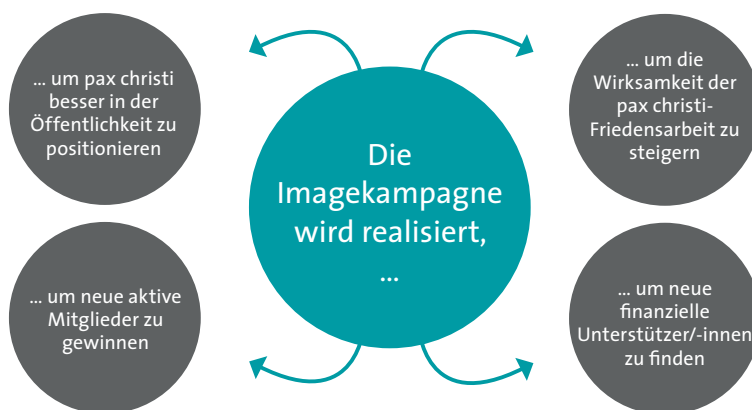 ... um pax christi
besser in der
Öffentlichkeit zu
positionieren
... um die
Wirksamkeit der
pax christi-
Friedensarbeit zu
steigern
Die
Imagekampagne
wird realisiert,
...
... um neue aktive
Mitglieder zu
gewinnen
... um neue
finanzielle
Unterstützer/-innen
zu finden